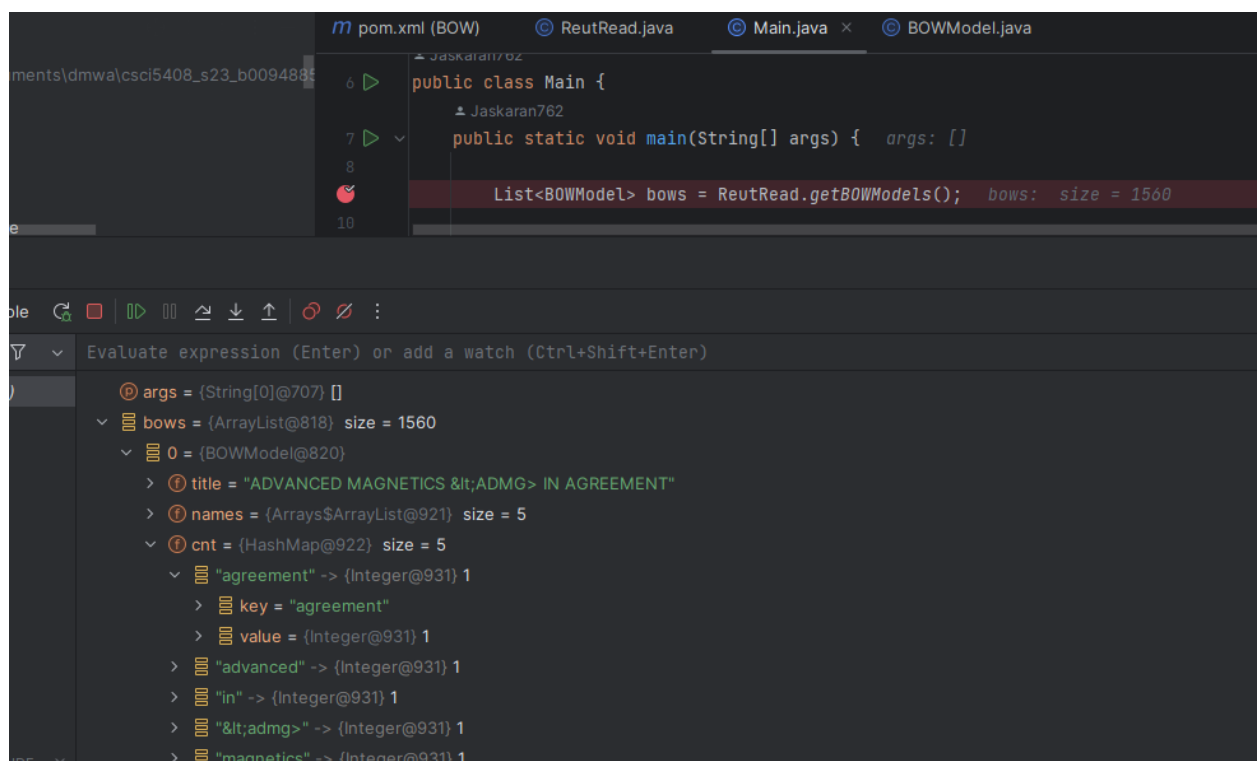 m pom.xml (BOW) © ReutRead.java © Main.java × © BOWModel.java
Jaskaran762
uments\dmwa\csci5408_s23_b0094885
6 public class Main {
Jaskaran762
7 public static void main(String[] args) { args: []
8
List<BOWModel> bows = ReutRead.getBOWModels(); bows: size = 1560
10
e
ole
Evaluate expression (Enter) or add a watch (Ctrl+Shift+Enter)
p args = {String[0]@707} []
bows = {ArrayList@818} size = 1560
0 = {BOWModel@820}
f title = "ADVANCED MAGNETICS &lt;ADMG> IN AGREEMENT"
f names = {Arrays$ArrayList@921} size = 5
f cnt = {HashMap@922} size = 5
"agreement" -> {Integer@931} 1
key = "agreement"
value = {Integer@931} 1
"advanced" -> {Integer@931} 1
"in" -> {Integer@931} 1
"&lt;admg>" -> {Integer@931} 1
"magnetics" -> {Integer@931} 1